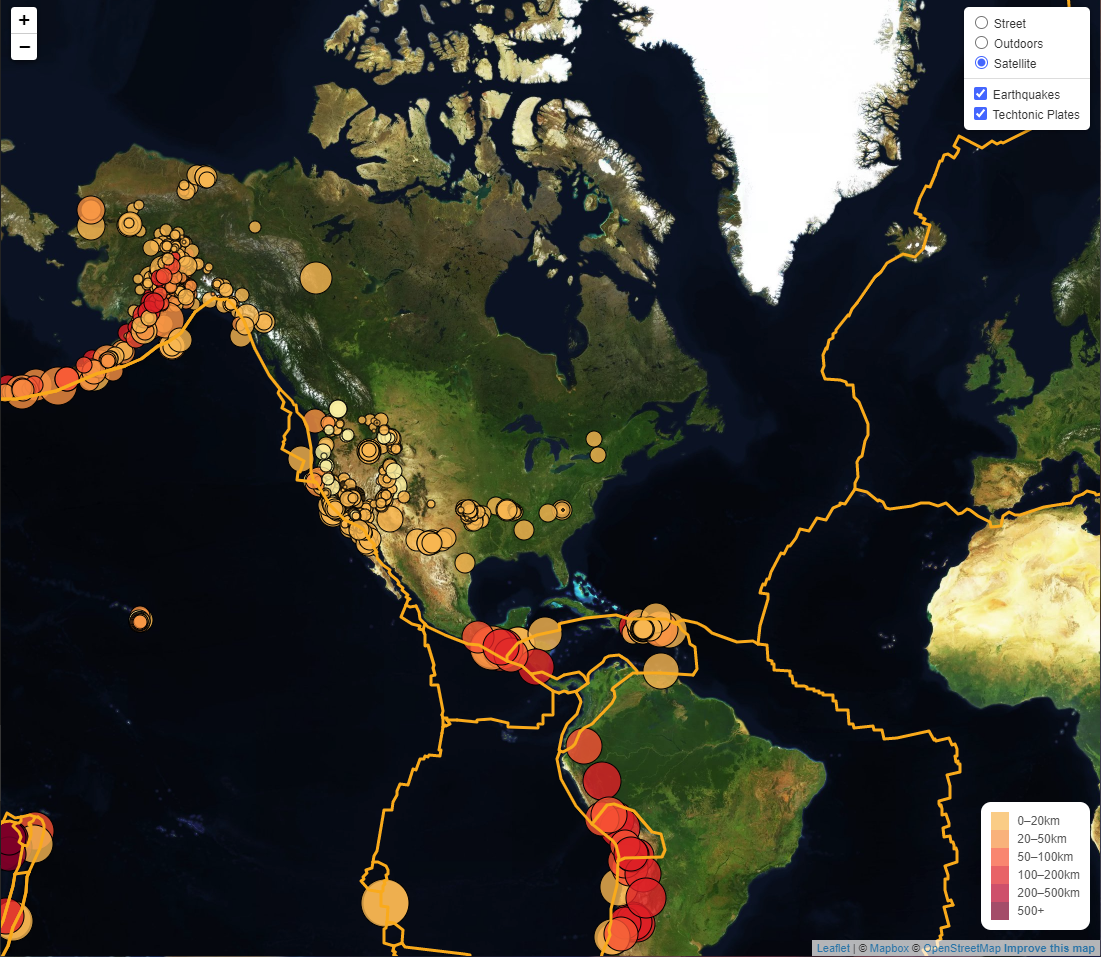 +
−
Street
Outdoors
Satellite
Earthquakes
Techtonic Plates
0–20km
20–50km
50–100km
100–200km
200–500km
500+
Leaflet | © Mapbox © OpenStreetMap Improve this map